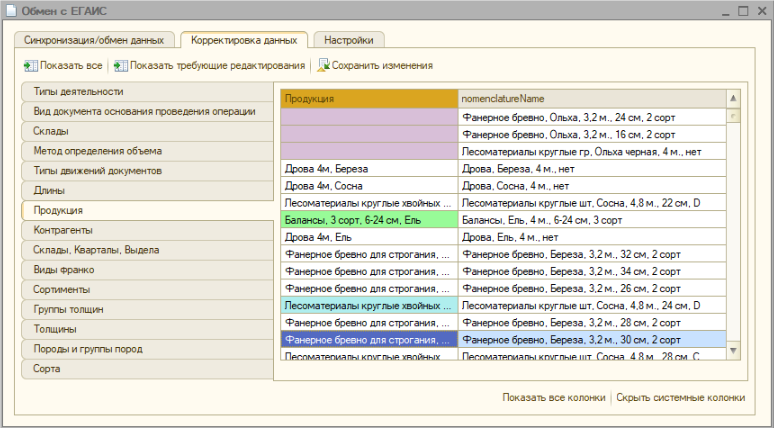 Обмен с ЕГАИС
Синхронизация/обмен данных Корректировка данных Настройки
Показать все Показать требующие редактирования Сохранить изменения
Типы деятельности
Вид документа основания проведения операции
Склады
Метод определения объема
Типы движений документов
Длины
Продукция
Контрагенты
Склады, Кварталы, Выдела
Виды франко
Сортименты
Группы толщин
Толщины
Породы и группы пород
Сорта
Продукция nomenclatureName
Фанерное бревно, Ольха, 3,2 м., 24 см, 2 сорт
Фанерное бревно, Ольха, 3,2 м., 16 см, 2 сорт
Лесоматериалы круглые гр, Ольха черная, 4 м., нет
Дрова 4м, Береза Дрова, Береза, 4 м., нет
Дрова 4м, Сосна Дрова, Сосна, 4 м., нет
Лесоматериалы круглые хвойных ... Лесоматериалы круглые шт, Сосна, 4,8 м., 22 см, D
Балансы, 3 сорт, 6-24 см, Ель Балансы, Ель, 4 м., 6-24 см, 3 сорт
Дрова 4м, Ель Дрова, Ель, 4 м., нет
Фанерное бревно для строгания, ... Фанерное бревно, Береза, 3,2 м., 32 см, 2 сорт
Фанерное бревно для строгания, ... Фанерное бревно, Береза, 3,2 м., 34 см, 2 сорт
Фанерное бревно для строгания, ... Фанерное бревно, Береза, 3,2 м., 26 см, 2 сорт
Лесоматериалы круглые хвойных ... Лесоматериалы круглые шт, Сосна, 4,8 м., 24 см, D
Фанерное бревно для строгания, ... Фанерное бревно, Береза, 3,2 м., 28 см, 2 сорт
Фанерное бревно для строгания, ... Фанерное бревно, Береза, 3,2 м., 30 см, 2 сорт
Лесоматериалы круглые хвойных ... Лесоматериалы круглые шт, Сосна, 4,8 м., 28 см, C
Показать все колонки Скрыть системные колонки